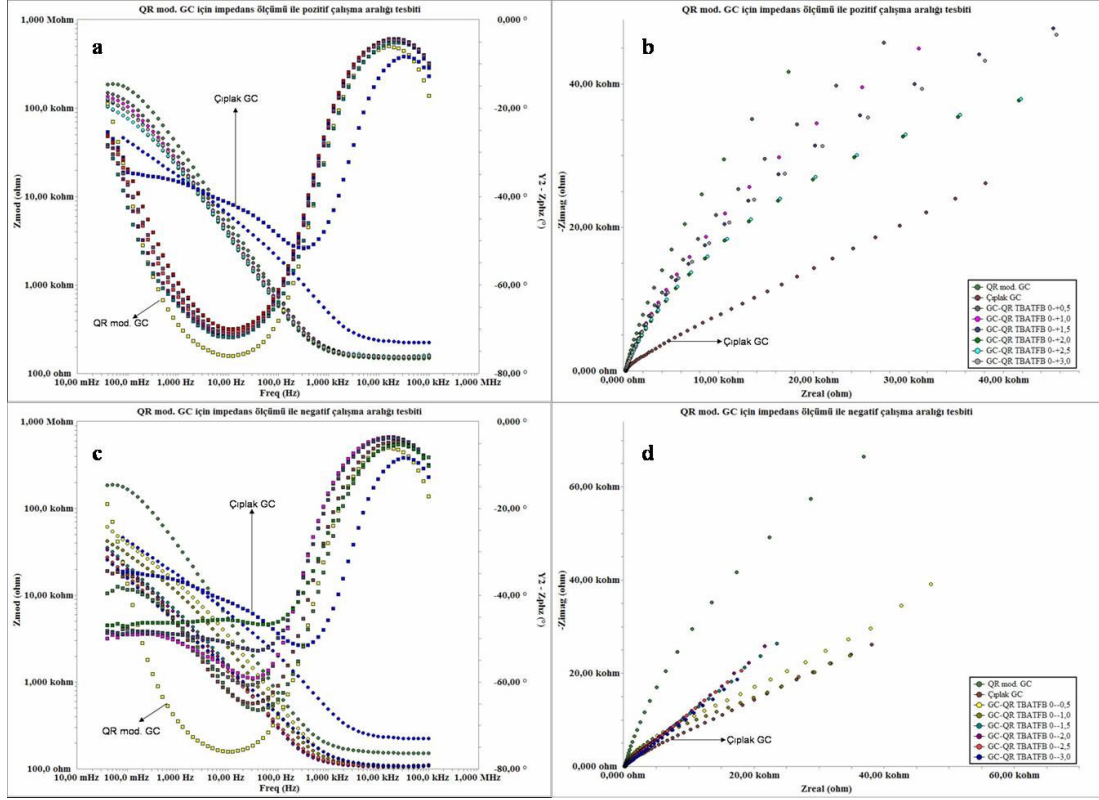 QR mod. GC için impedans ölçümü ile pozitif çalışma aralığı tesbiti
a
1,000 Mohm
100,0 kohm
10,00 kohm
1,000 kohm
100,0 ohm
Zmod (ohm)
0,000 °
-20,00 °
-40,00 °
-60,00 °
-80,00 °
Y2 - Zphz (°)
Çıplak GC
QR mod. GC
10,00 mHz
100,0 mHz
1,000 Hz
10,00 Hz
100,0 Hz
1,000 kHz
10,00 kHz
100,0 kHz
1,000 MHz
Freq (Hz)
QR mod. GC için impedans ölçümü ile pozitif çalışma aralığı tesbiti
b
40,00 kohm
20,00 kohm
0,000 ohm
-Zimag (ohm)
Çıplak GC
QR mod. GC
Çıplak GC
GC-QR TBATFB 0-+0,5
GC-QR TBATFB 0-+1,0
GC-QR TBATFB 0-+1,5
GC-QR TBATFB 0-+2,0
GC-QR TBATFB 0-+2,5
GC-QR TBATFB 0-+3,0
0,000 ohm
10,00 kohm
20,00 kohm
30,00 kohm
40,00 kohm
Zreal (ohm)
QR mod. GC için impedans ölçümü ile negatif çalışma aralığı tesbiti
c
1,000 Mohm
100,0 kohm
10,00 kohm
1,000 kohm
100,0 ohm
Zmod (ohm)
0,000 °
-20,00 °
-40,00 °
-60,00 °
-80,00 °
Y2 - Zphz (°)
Çıplak GC
QR mod. GC
10,00 mHz
100,0 mHz
1,000 Hz
10,00 Hz
100,0 Hz
1,000 kHz
10,00 kHz
100,0 kHz
1,000 MHz
Freq (Hz)
QR mod. GC için impedans ölçümü ile negatif çalışma aralığı tesbiti
d
60,00 kohm
40,00 kohm
20,00 kohm
0,000 ohm
-Zimag (ohm)
Çıplak GC
QR mod. GC
Çıplak GC
GC-QR TBATFB 0--0,5
GC-QR TBATFB 0--1,0
GC-QR TBATFB 0--1,5
GC-QR TBATFB 0--2,0
GC-QR TBATFB 0--2,5
GC-QR TBATFB 0--3,0
0,000 ohm
20,00 kohm
40,00 kohm
60,00 kohm
Zreal (ohm)